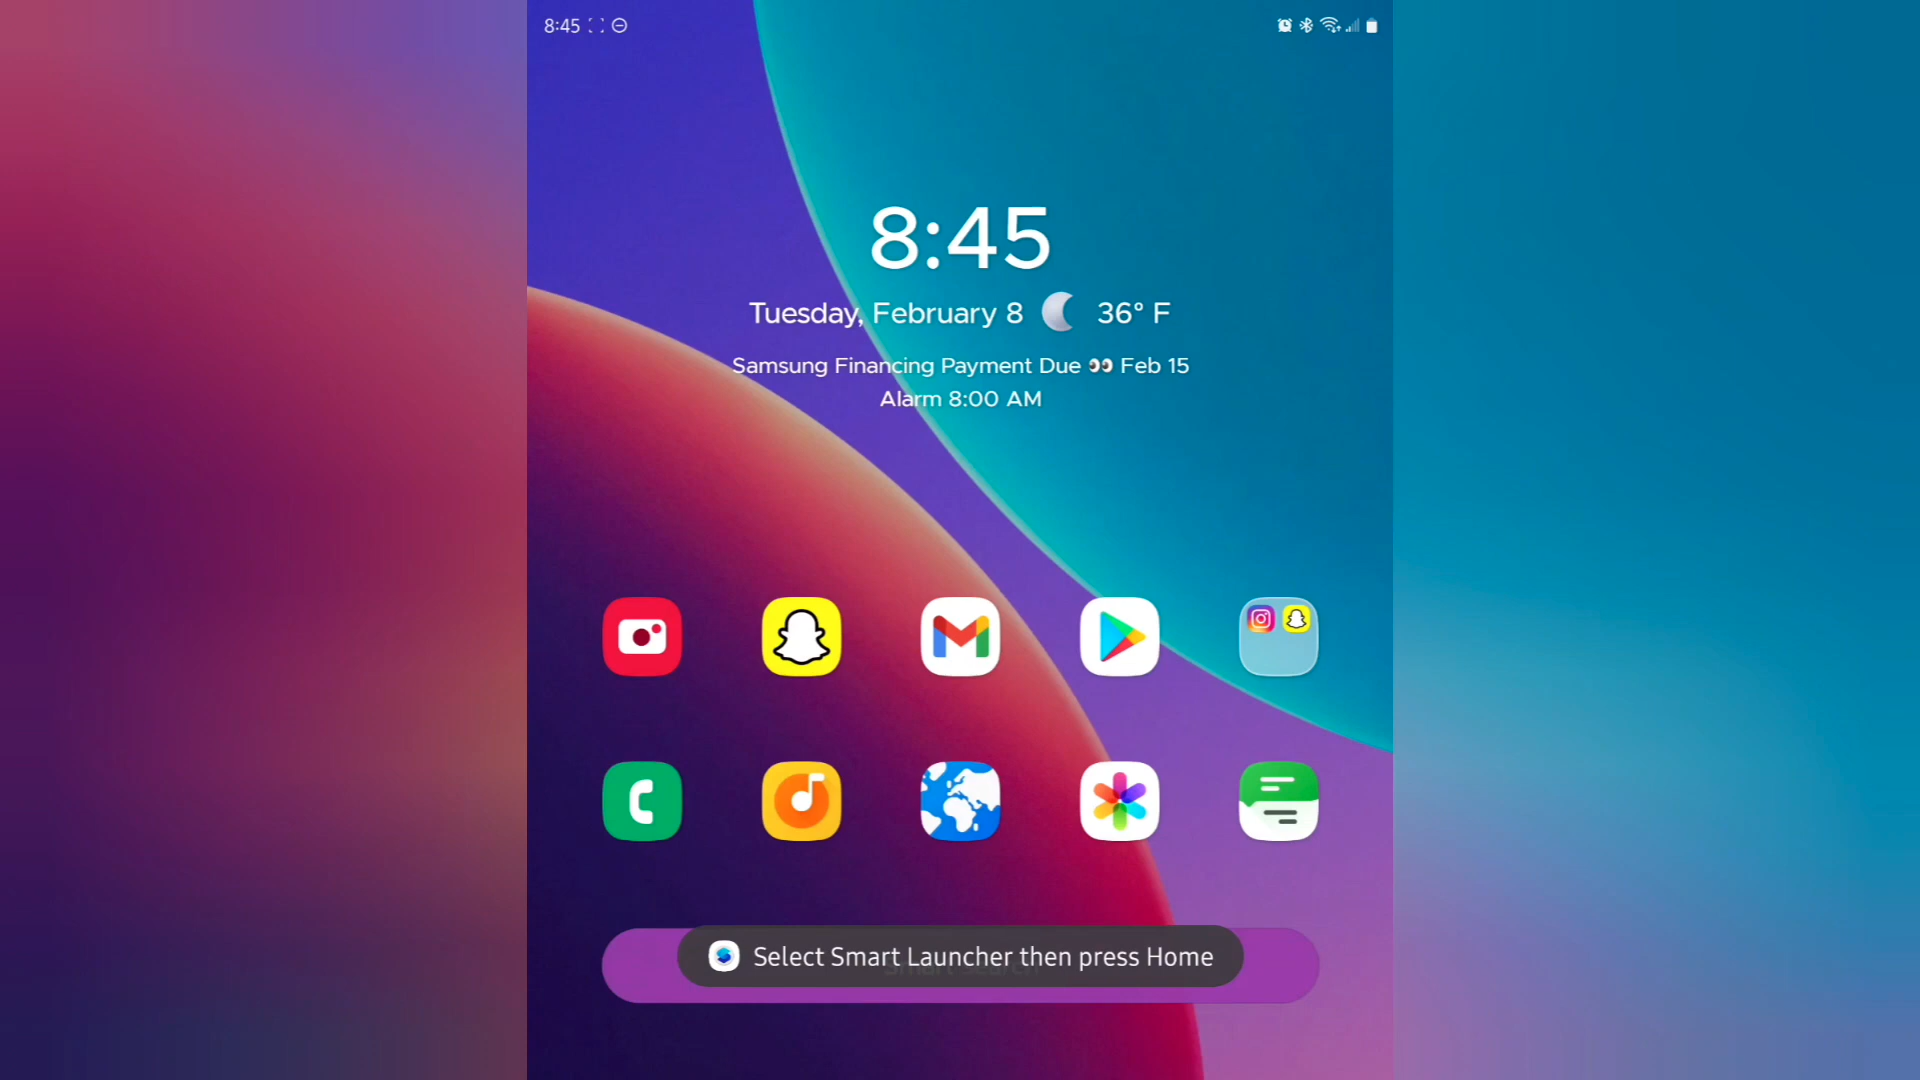 8:45
8:45
Tuesday, February 8 36° F
Samsung Financing Payment Due 👀 Feb 15
Alarm 8:00 AM
Select Smart Launcher then press Home
Smart Search